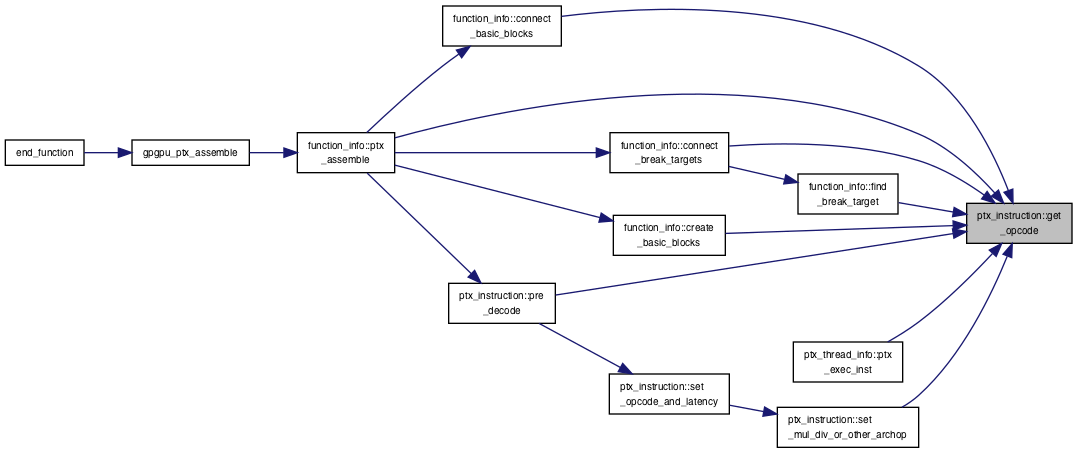 function_info::connect
_basic_blocks
end_function
gpgpu_ptx_assemble
function_info::ptx
_assemble
function_info::connect
_break_targets
function_info::find
_break_target
ptx_instruction::get
_opcode
function_info::create
_basic_blocks
ptx_instruction::pre
_decode
ptx_thread_info::ptx
_exec_inst
ptx_instruction::set
_opcode_and_latency
ptx_instruction::set
_mul_div_or_other_archop